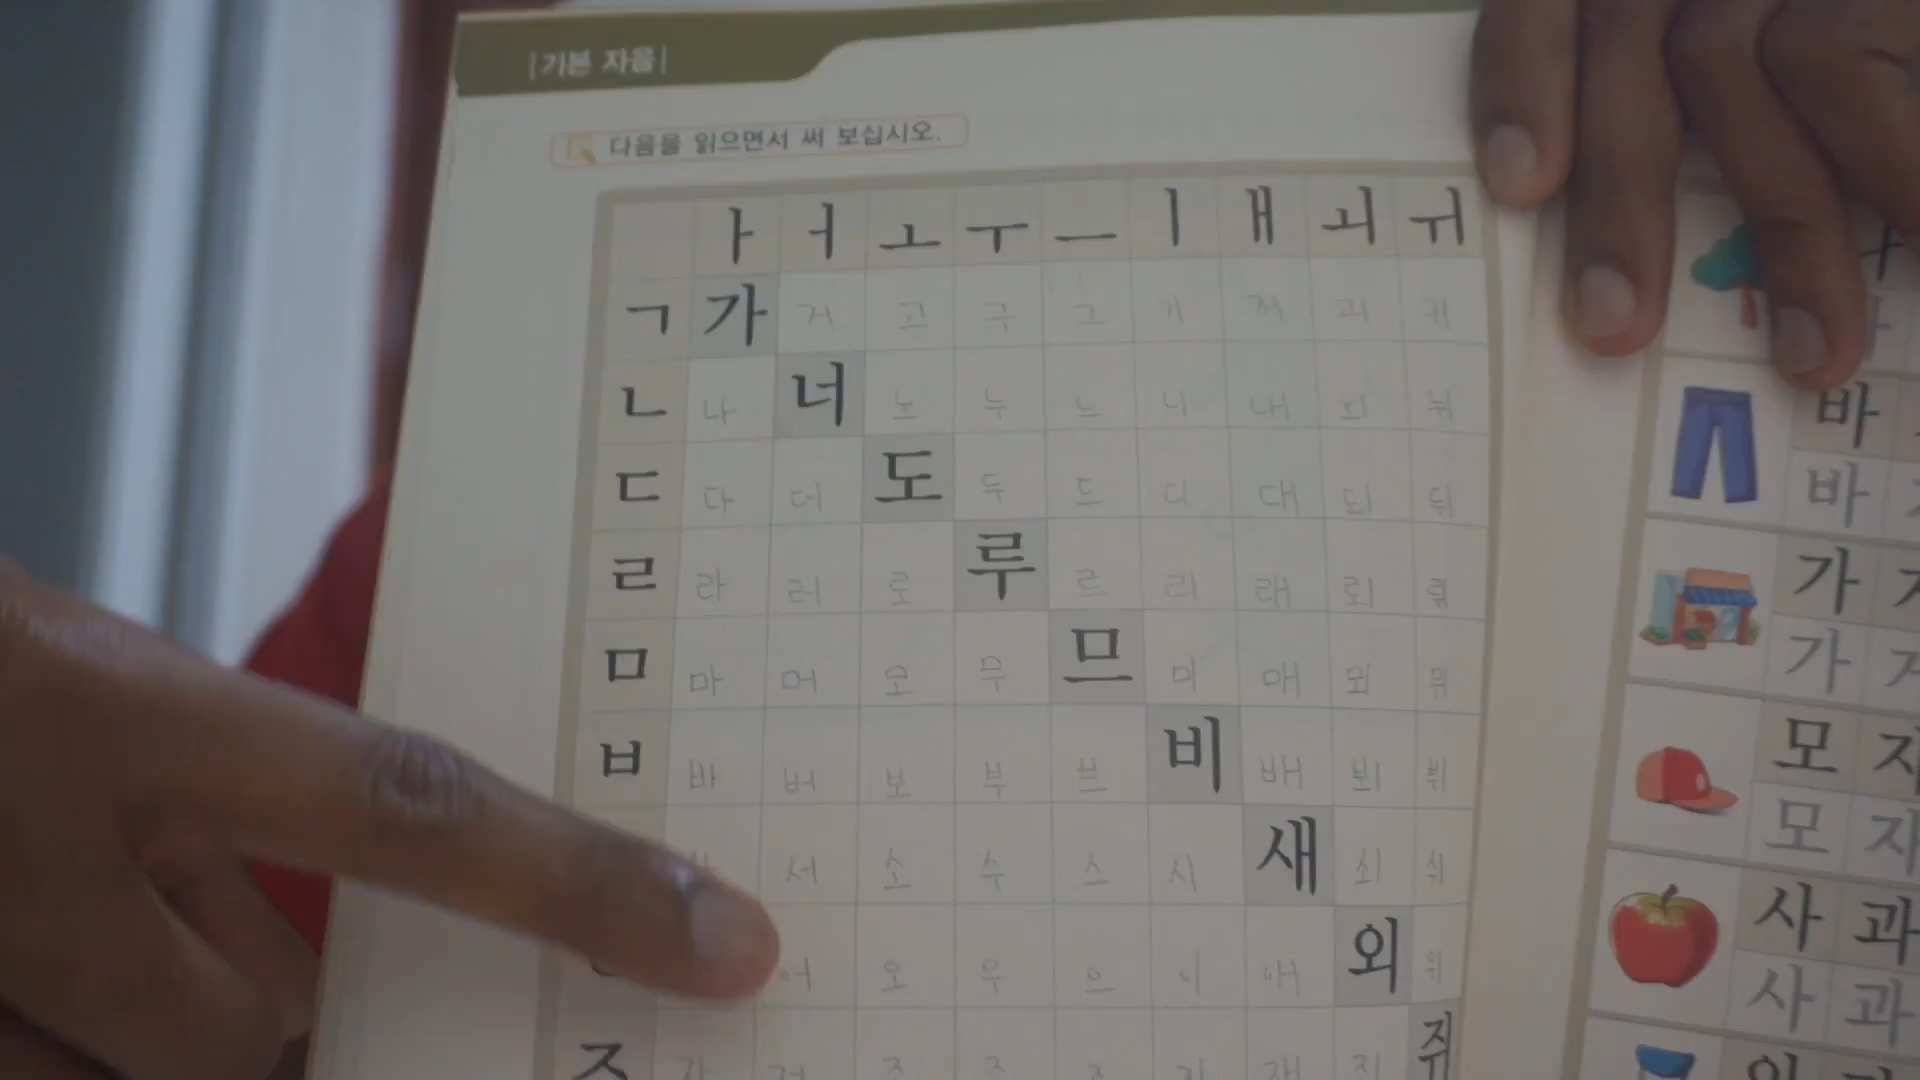 |기본 자음|
다음을 읽으면서 써 보십시오.
ㅏ ㅓ ㅗ ㅜ ㅡ ㅣ ㅐ ㅚ ㅟ
ㄱ 가 거 고 구 그 기 괴 귀
ㄴ 나 너 노 누 느 니 내 뇌 뉘
ㄷ 다 더 도 두 드 디 대 되 뒤
ㄹ 라 러 로 루 르 리 래 뢰 뤼
ㅁ 마 머 모 무 므 미 매 뫼 뮈
ㅂ 바 버 보 부 브 비 배 뵈 뷔
서 소 수 스 시 새 쇠 쉬
어 오 우 으 이 애 외 위
ㅈ 쥐
바
바
가
가
모 자
모 자
사 과
사 과